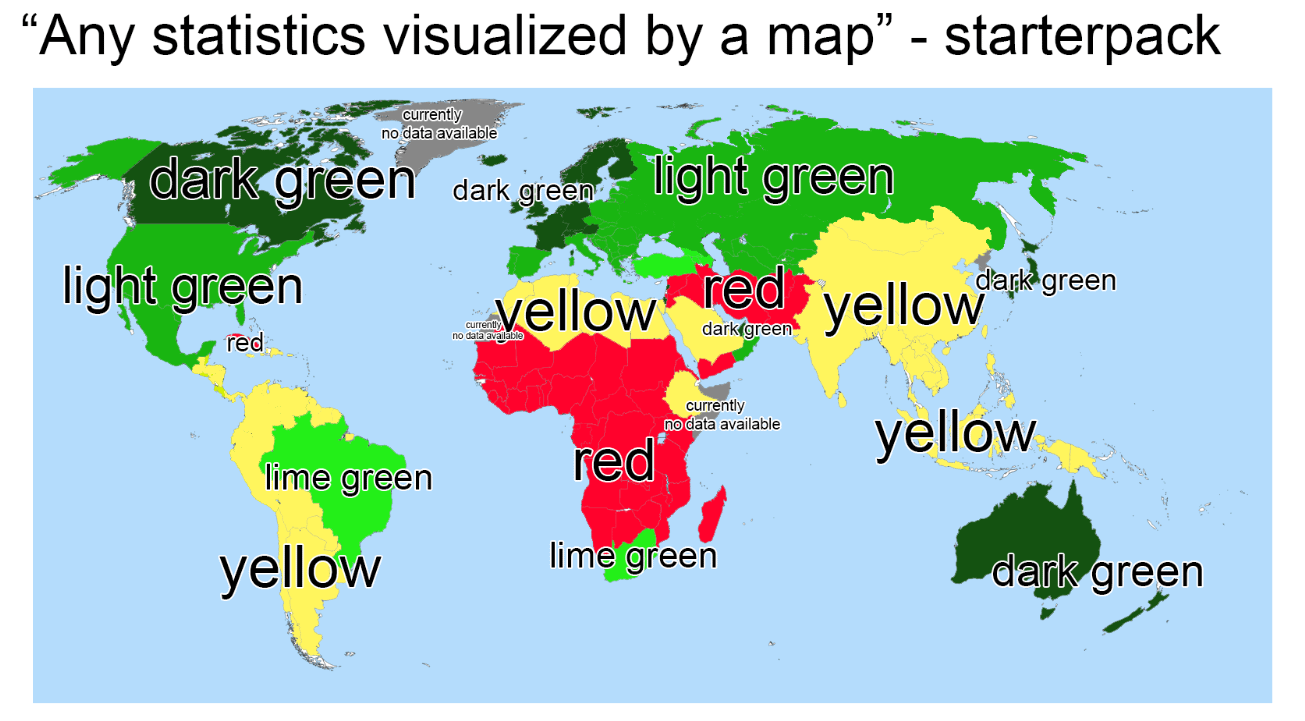 “Any statistics visualized by a map” - starterpack
currently
no data available
dark green
dark green
light green
light green
red
yellow
currently
no data available
red
dark green
yellow
dark green
currently
no data available
yellow
lime green
red
yellow
lime green
dark green